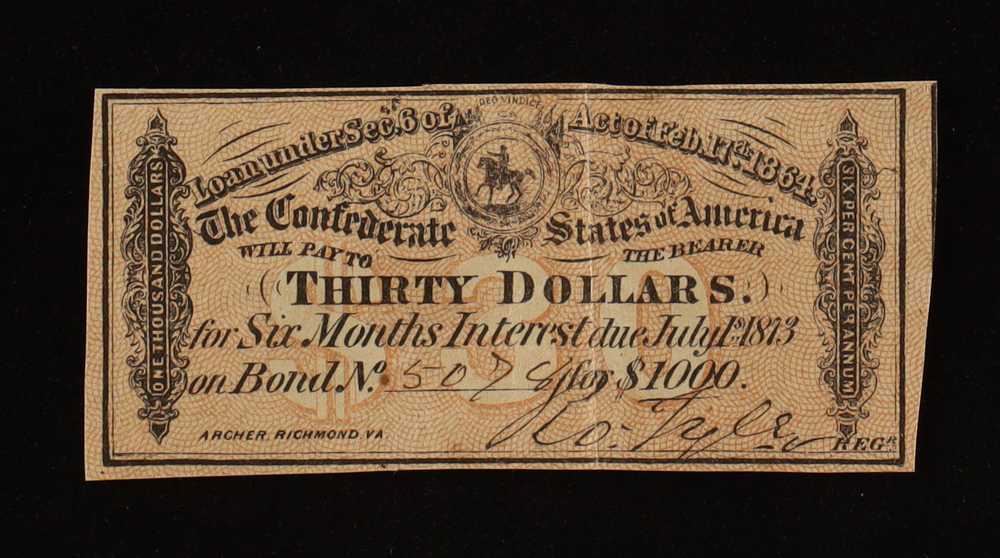 DEO VINDICE
Loan under Sec. 6 of Act of Feb. 17th 1864.
The Confederate States of America
WILL PAY TO THE BEARER
THIRTY DOLLARS.
$30
for Six Months Interest due July 1st 1873
on Bond No. 5078 for $1000.
Ro. Tyler REGR.
ARCHER, RICHMOND. VA
ONE THOUSAND DOLLARS
SIX PER CENT PER ANNUM